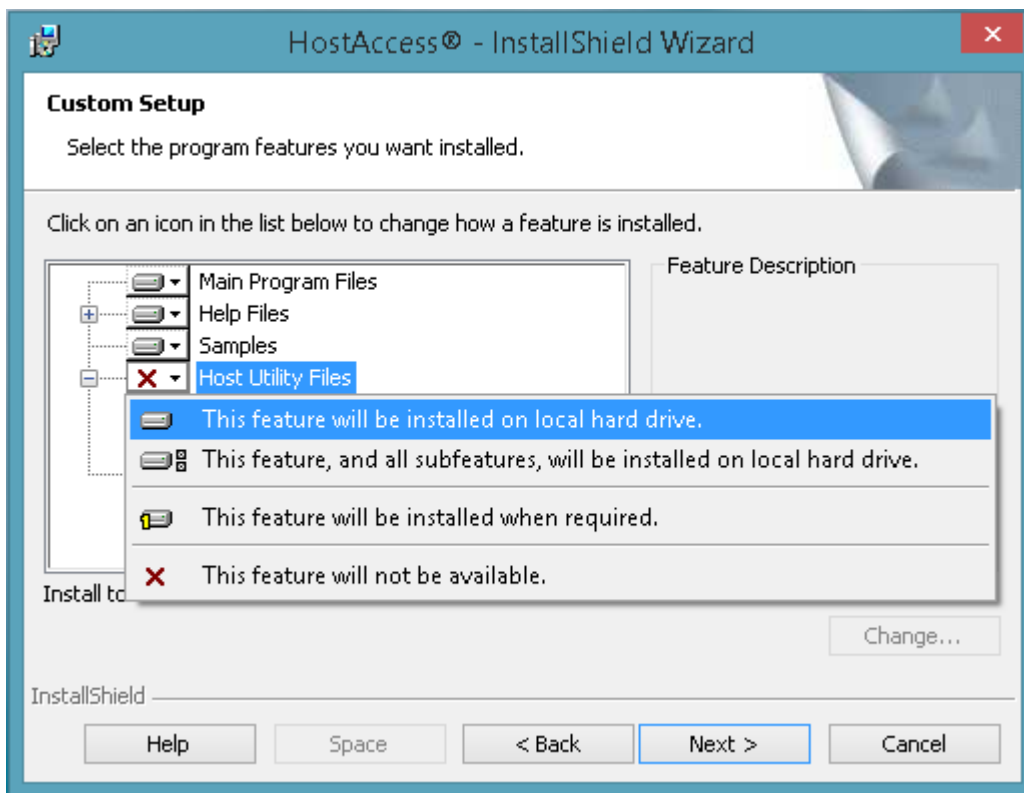 HostAccess® - InstallShield Wizard
Custom Setup
Select the program features you want installed.
Click on an icon in the list below to change how a feature is installed.
Main Program Files
Help Files
Samples
Host Utility Files
Feature Description
This feature will be installed on local hard drive.
This feature, and all subfeatures, will be installed on local hard drive.
This feature will be installed when required.
This feature will not be available.
Install to
Change...
InstallShield
Help
Space
< Back
Next >
Cancel